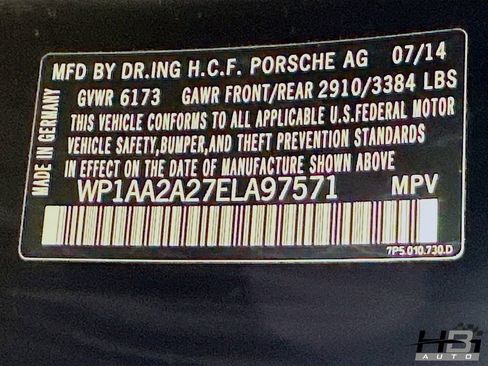 MFD BY DR.ING H.C.F. PORSCHE AG 07/14
GVWR 6173 GAWR FRONT/REAR 2910/3384 LBS
THIS VEHICLE CONFORMS TO ALL APPLICABLE U.S.FEDERAL MOTOR
VEHICLE SAFETY,BUMPER,AND THEFT PREVENTION STANDARDS
IN EFFECT ON THE DATE OF MANUFACTURE SHOWN ABOVE.
WP1AA2A27ELA97571 MPV
7P5.010.730.D
MADE IN GERMANY
HBI
AUTO